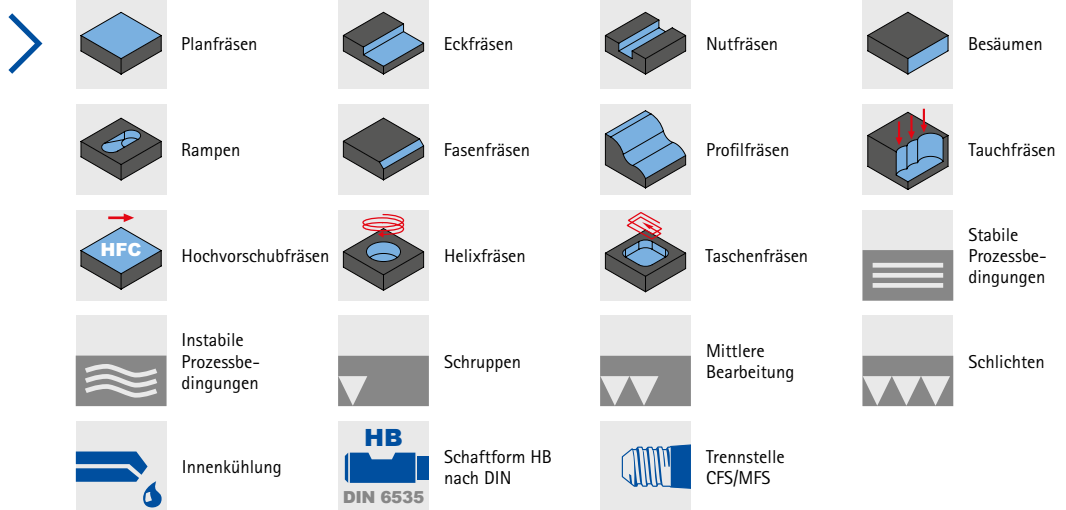 Planfräsen
Eckfräsen
Nutfräsen
Besäumen
Rampen
Fasenfräsen
Profilfräsen
Tauchfräsen
HFC
Hochvorschubfräsen
Helixfräsen
Taschenfräsen
Stabile
Prozessbe-
dingungen
Instabile
Prozessbe-
dingungen
Schruppen
Mittlere
Bearbeitung
Schlichten
Innenkühlung
HB
DIN 6535
Schaftform HB
nach DIN
Trennstelle
CFS/MFS